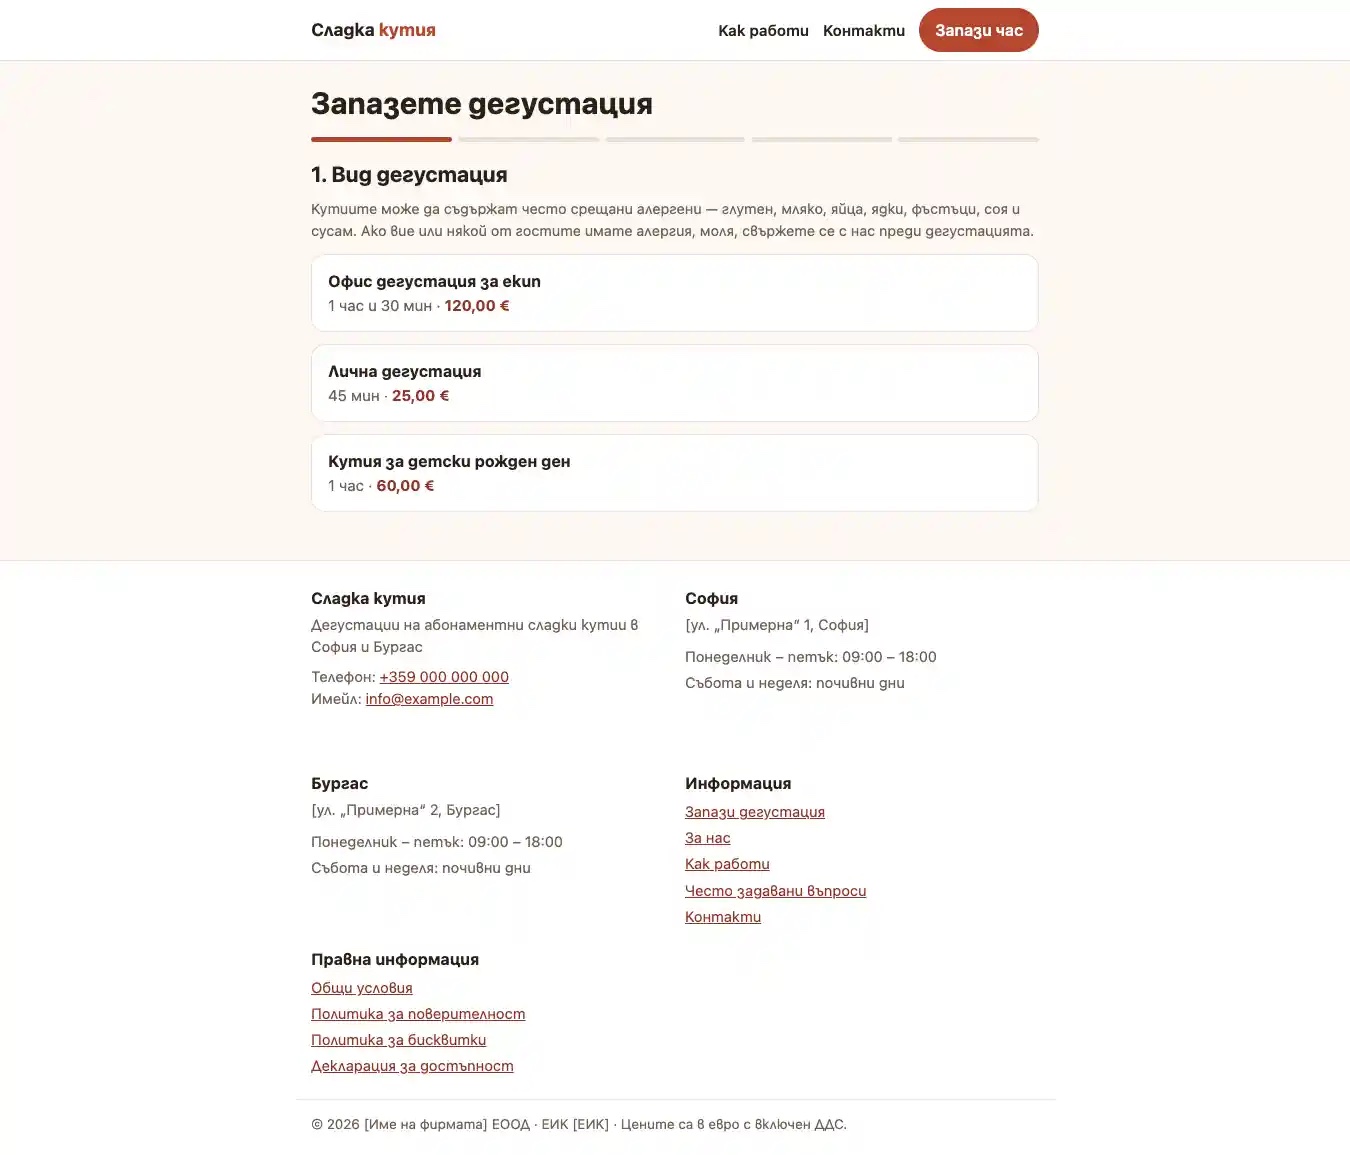 Сладка кутия
Как работи
Контакти
Запази час
Запазете дегустация
1. Вид дегустация
Кутиите може да съдържат често срещани алергени — глутен, мляко, яйца, ядки, фъстъци, соя и
сусам. Ако вие или някой от гостите имате алергия, моля, свържете се с нас преди дегустацията.
Офис дегустация за екип
1 час и 30 мин · 120,00 €
Лична дегустация
45 мин · 25,00 €
Кутия за детски рожден ден
1 час · 60,00 €
Сладка кутия
Дегустации на абонаментни сладки кутии в
София и Бургас
Телефон: +359 000 000 000
Имейл: info@example.com
София
[ул. „Примерна“ 1, София]
Понеделник – петък: 09:00 – 18:00
Събота и неделя: почивни дни
Бургас
[ул. „Примерна“ 2, Бургас]
Понеделник – петък: 09:00 – 18:00
Събота и неделя: почивни дни
Информация
Запази дегустация
За нас
Как работи
Често задавани въпроси
Контакти
Правна информация
Общи условия
Политика за поверителност
Политика за бисквитки
Декларация за достъпност
© 2026 [Име на фирмата] ЕООД · ЕИК [ЕИК] · Цените са в евро с включен ДДС.